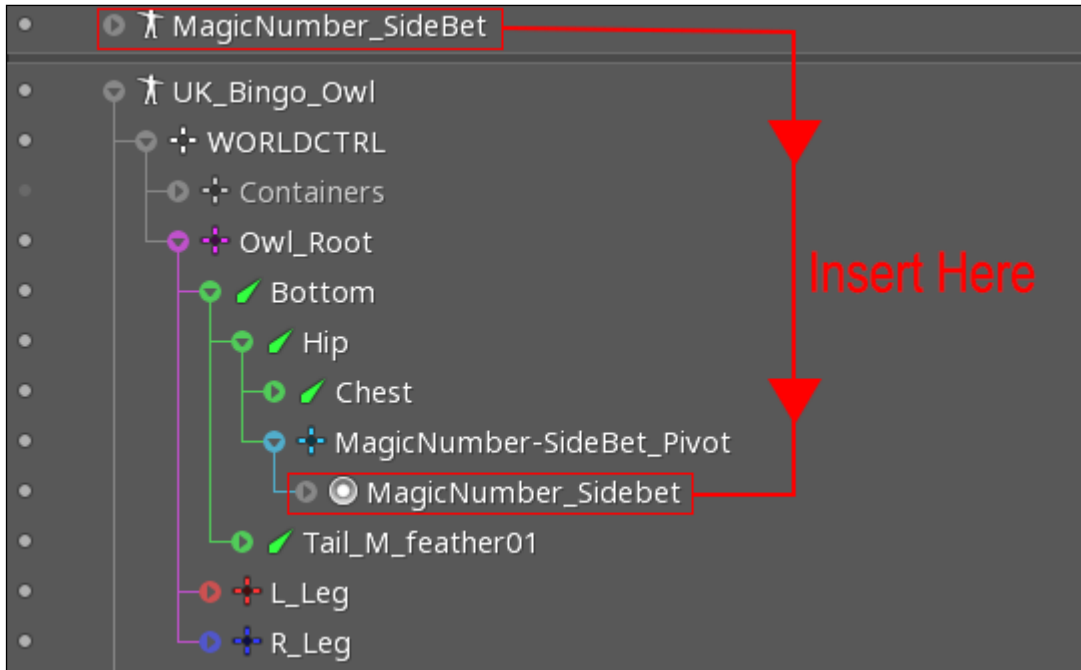 MagicNumber_SideBet
UK_Bingo_Owl
WORLDCTRL
Containers
Owl_Root
Insert Here
Bottom
Hip
Chest
MagicNumber-SideBet_Pivot
MagicNumber_Sidebet
Tail_M_feather01
L_Leg
R_Leg